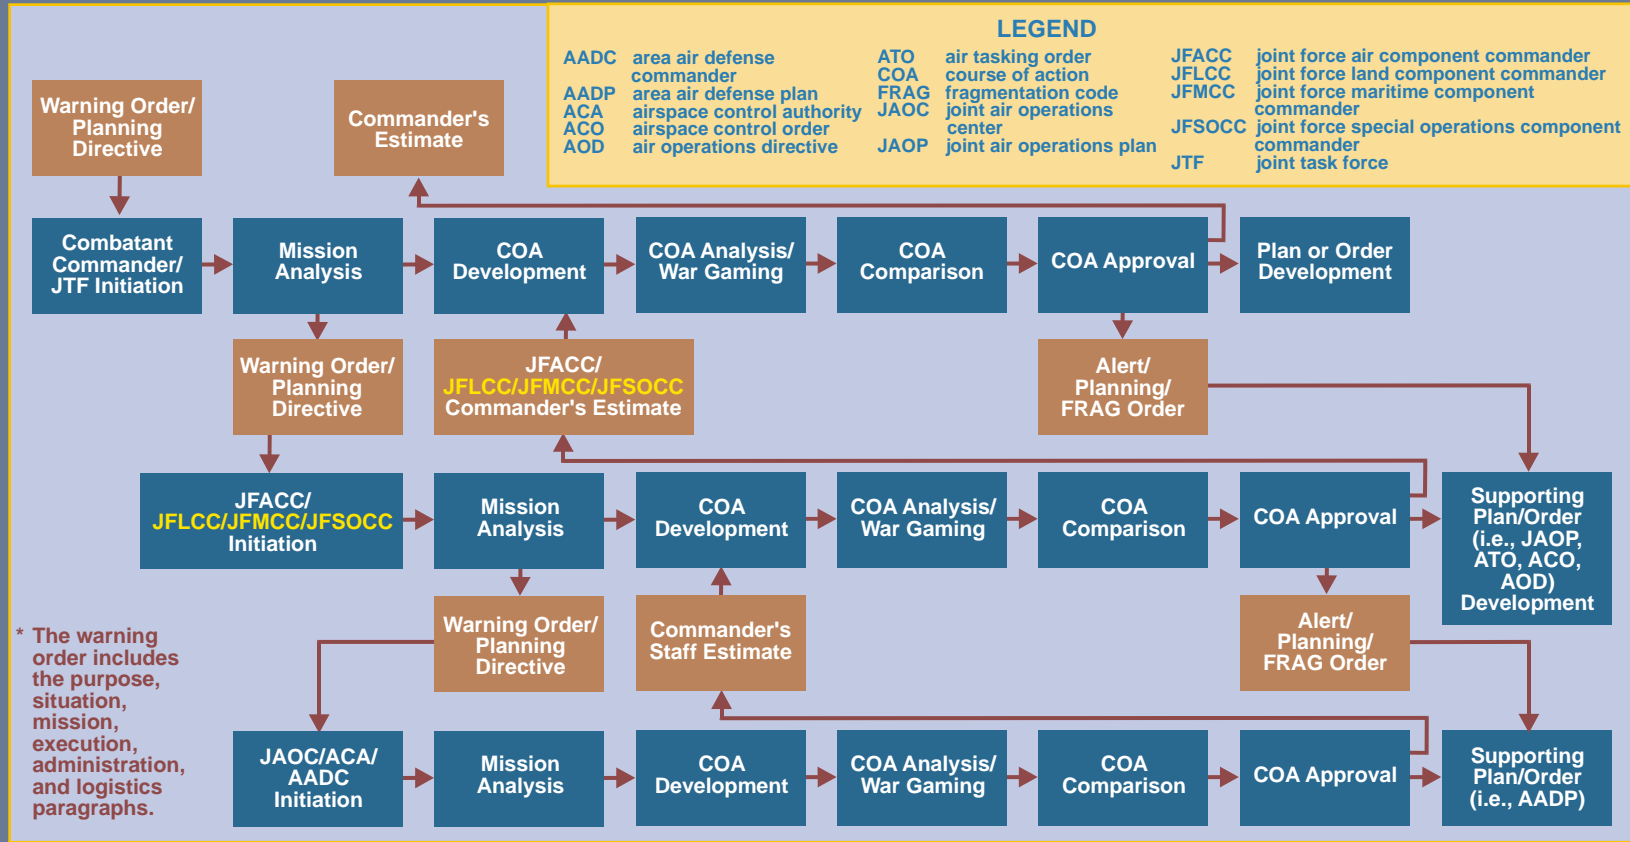 LEGEND
AADC area air defense
commander
AADP area air defense plan
ACA airspace control authority
ACO airspace control order
AOD air operations directive
ATO air tasking order
COA course of action
FRAG fragmentation code
JAOC joint air operations
center
JAOP joint air operations plan
JFACC joint force air component commander
JFLCC joint force land component commander
JFMCC joint force maritime component
commander
JFSOCC joint force special operations component
commander
JTF joint task force
Warning Order/
Planning
Directive
Commander's
Estimate
Combatant
Commander/
JTF Initiation
Mission
Analysis
COA
Development
COA Analysis/
War Gaming
COA
Comparison
COA Approval
Plan or Order
Development
Warning Order/
Planning
Directive
JFACC/
JFLCC/JFMCC/JFSOCC
Commander's Estimate
Alert/
Planning/
FRAG Order
JFACC/
JFLCC/JFMCC/JFSOCC
Initiation
Mission
Analysis
COA
Development
COA Analysis/
War Gaming
COA
Comparison
COA Approval
Supporting
Plan/Order
(i.e., JAOP,
ATO, ACO,
AOD)
Development
Warning Order/
Planning
Directive
Commander's
Staff Estimate
Alert/
Planning/
FRAG Order
* The warning
order includes
the purpose,
situation,
mission,
execution,
administration,
and logistics
paragraphs.
JAOC/ACA/
AADC
Initiation
Mission
Analysis
COA
Development
COA Analysis/
War Gaming
COA
Comparison
COA Approval
Supporting
Plan/Order
(i.e., AADP)